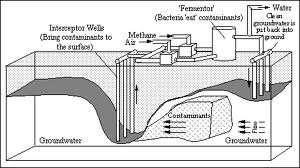 Interceptor Wells
(Bring contaminants to
the surface)
Methane
Air
'Fermentor'
(Bacteria 'eat' contaminants)
Water
Clean
groundwater is
put back into
ground
Contaminants
Flow
Groundwater
Groundwater